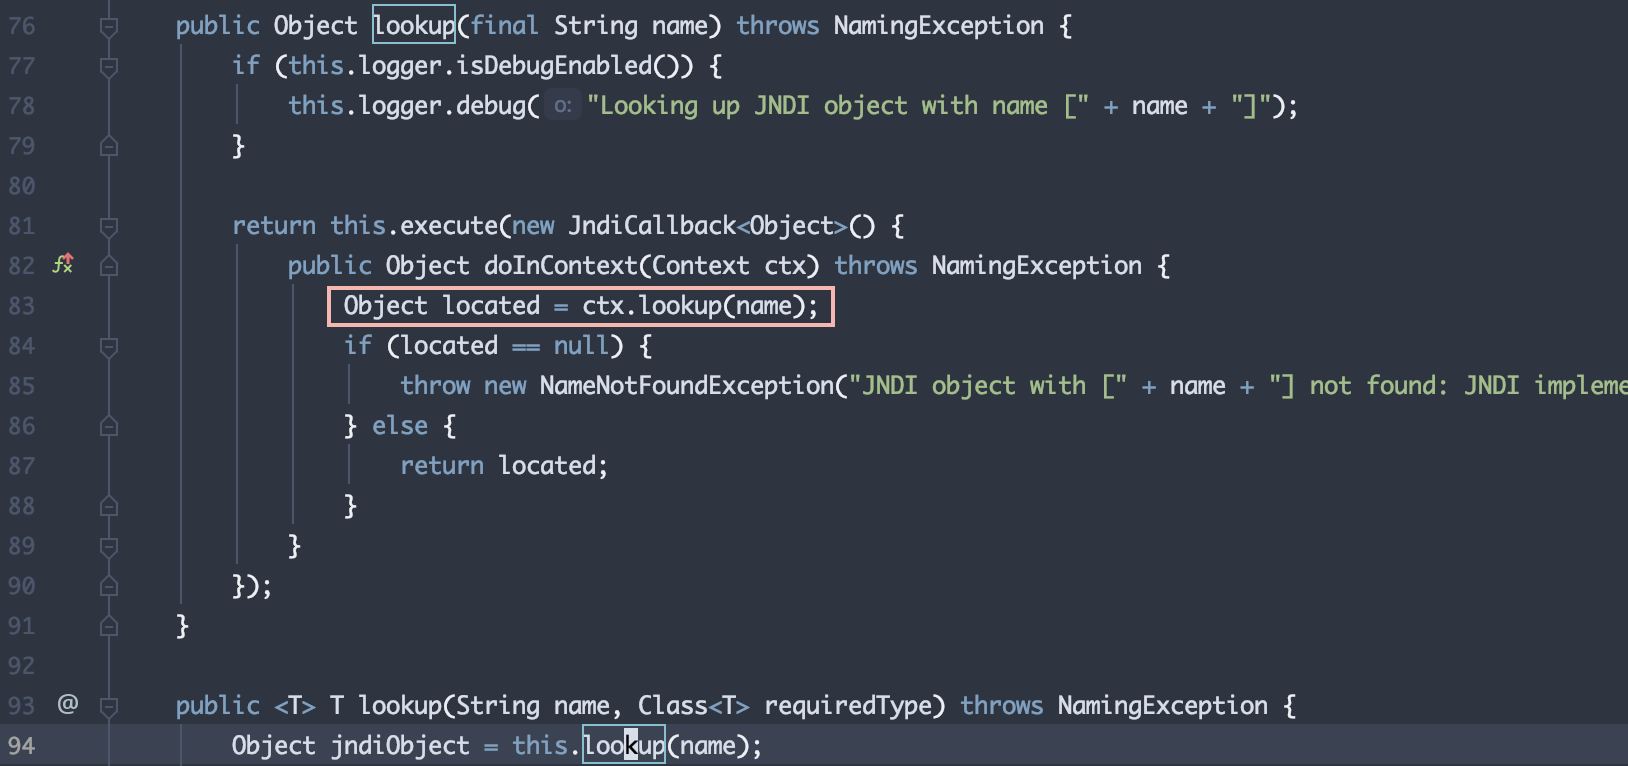 76 public Object lookup(final String name) throws NamingException {
77 if (this.logger.isDebugEnabled()) {
78 this.logger.debug( o: "Looking up JNDI object with name [" + name + "]");
79 }
80
81 return this.execute(new JndiCallback<Object>() {
82 public Object doInContext(Context ctx) throws NamingException {
83 Object located = ctx.lookup(name);
84 if (located == null) {
85 throw new NameNotFoundException("JNDI object with [" + name + "] not found: JNDI impleme
86 } else {
87 return located;
88 }
89 }
90 });
91 }
92
93 @ public <T> T lookup(String name, Class<T> requiredType) throws NamingException {
94 Object jndiObject = this.lookup(name);